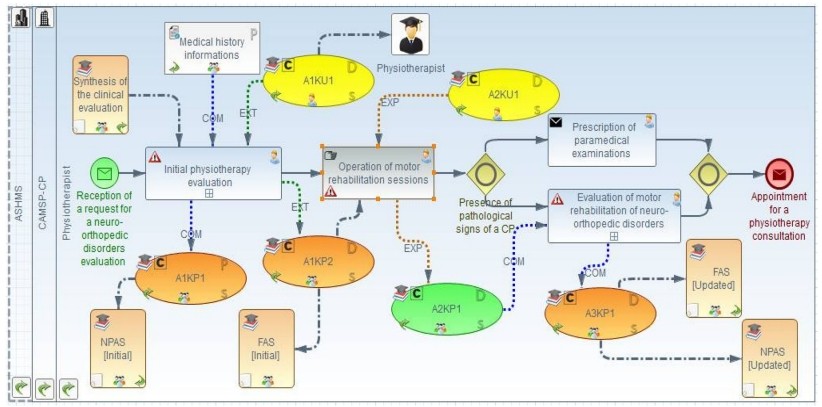 ASHMS
CAMSP-CP
Physiotherapist
Medical history
informations
P
Synthesis of
the clinical
evaluation
C
A1KU1
D
S
Physiotherapist
C
A2KU1
D
S
COM
EXT
EXP
Reception of
a request for
a neuro-
orthopedic
disorders
evaluation
Initial physiotherapy
evaluation
Operation of motor
rehabilitation sessions
Presence of
pathological
signs of a CP
Prescription of
paramedical
examinations
Evaluation of motor
rehabilitation of neuro-
orthopedic disorders
Appointment
for a
physiotherapy
consultation
COM
EXT
EXP
COM
COM
C
A1KP1
P
S
C
A1KP2
D
S
C
A2KP1
D
S
C
A3KP1
D
S
FAS
[Updated]
NPAS
[Initial]
FAS
[Initial]
NPAS
[Updated]